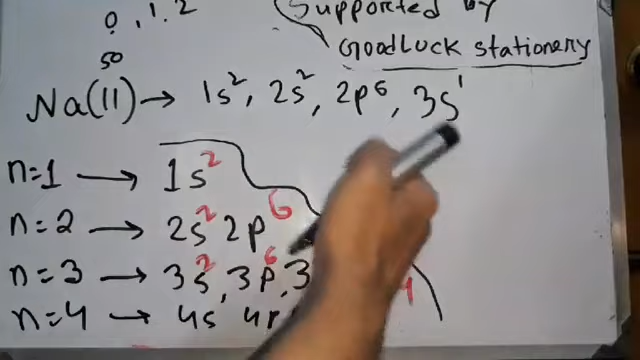 0, 1, 2
50
Supported by
GoodLuck stationery
Na(11) → 1s², 2s², 2p⁶, 3s¹
n=1 → 1s²
n=2 → 2s² 2p⁶
n=3 → 3s², 3p⁶, 3
n=4 → 4s 4p